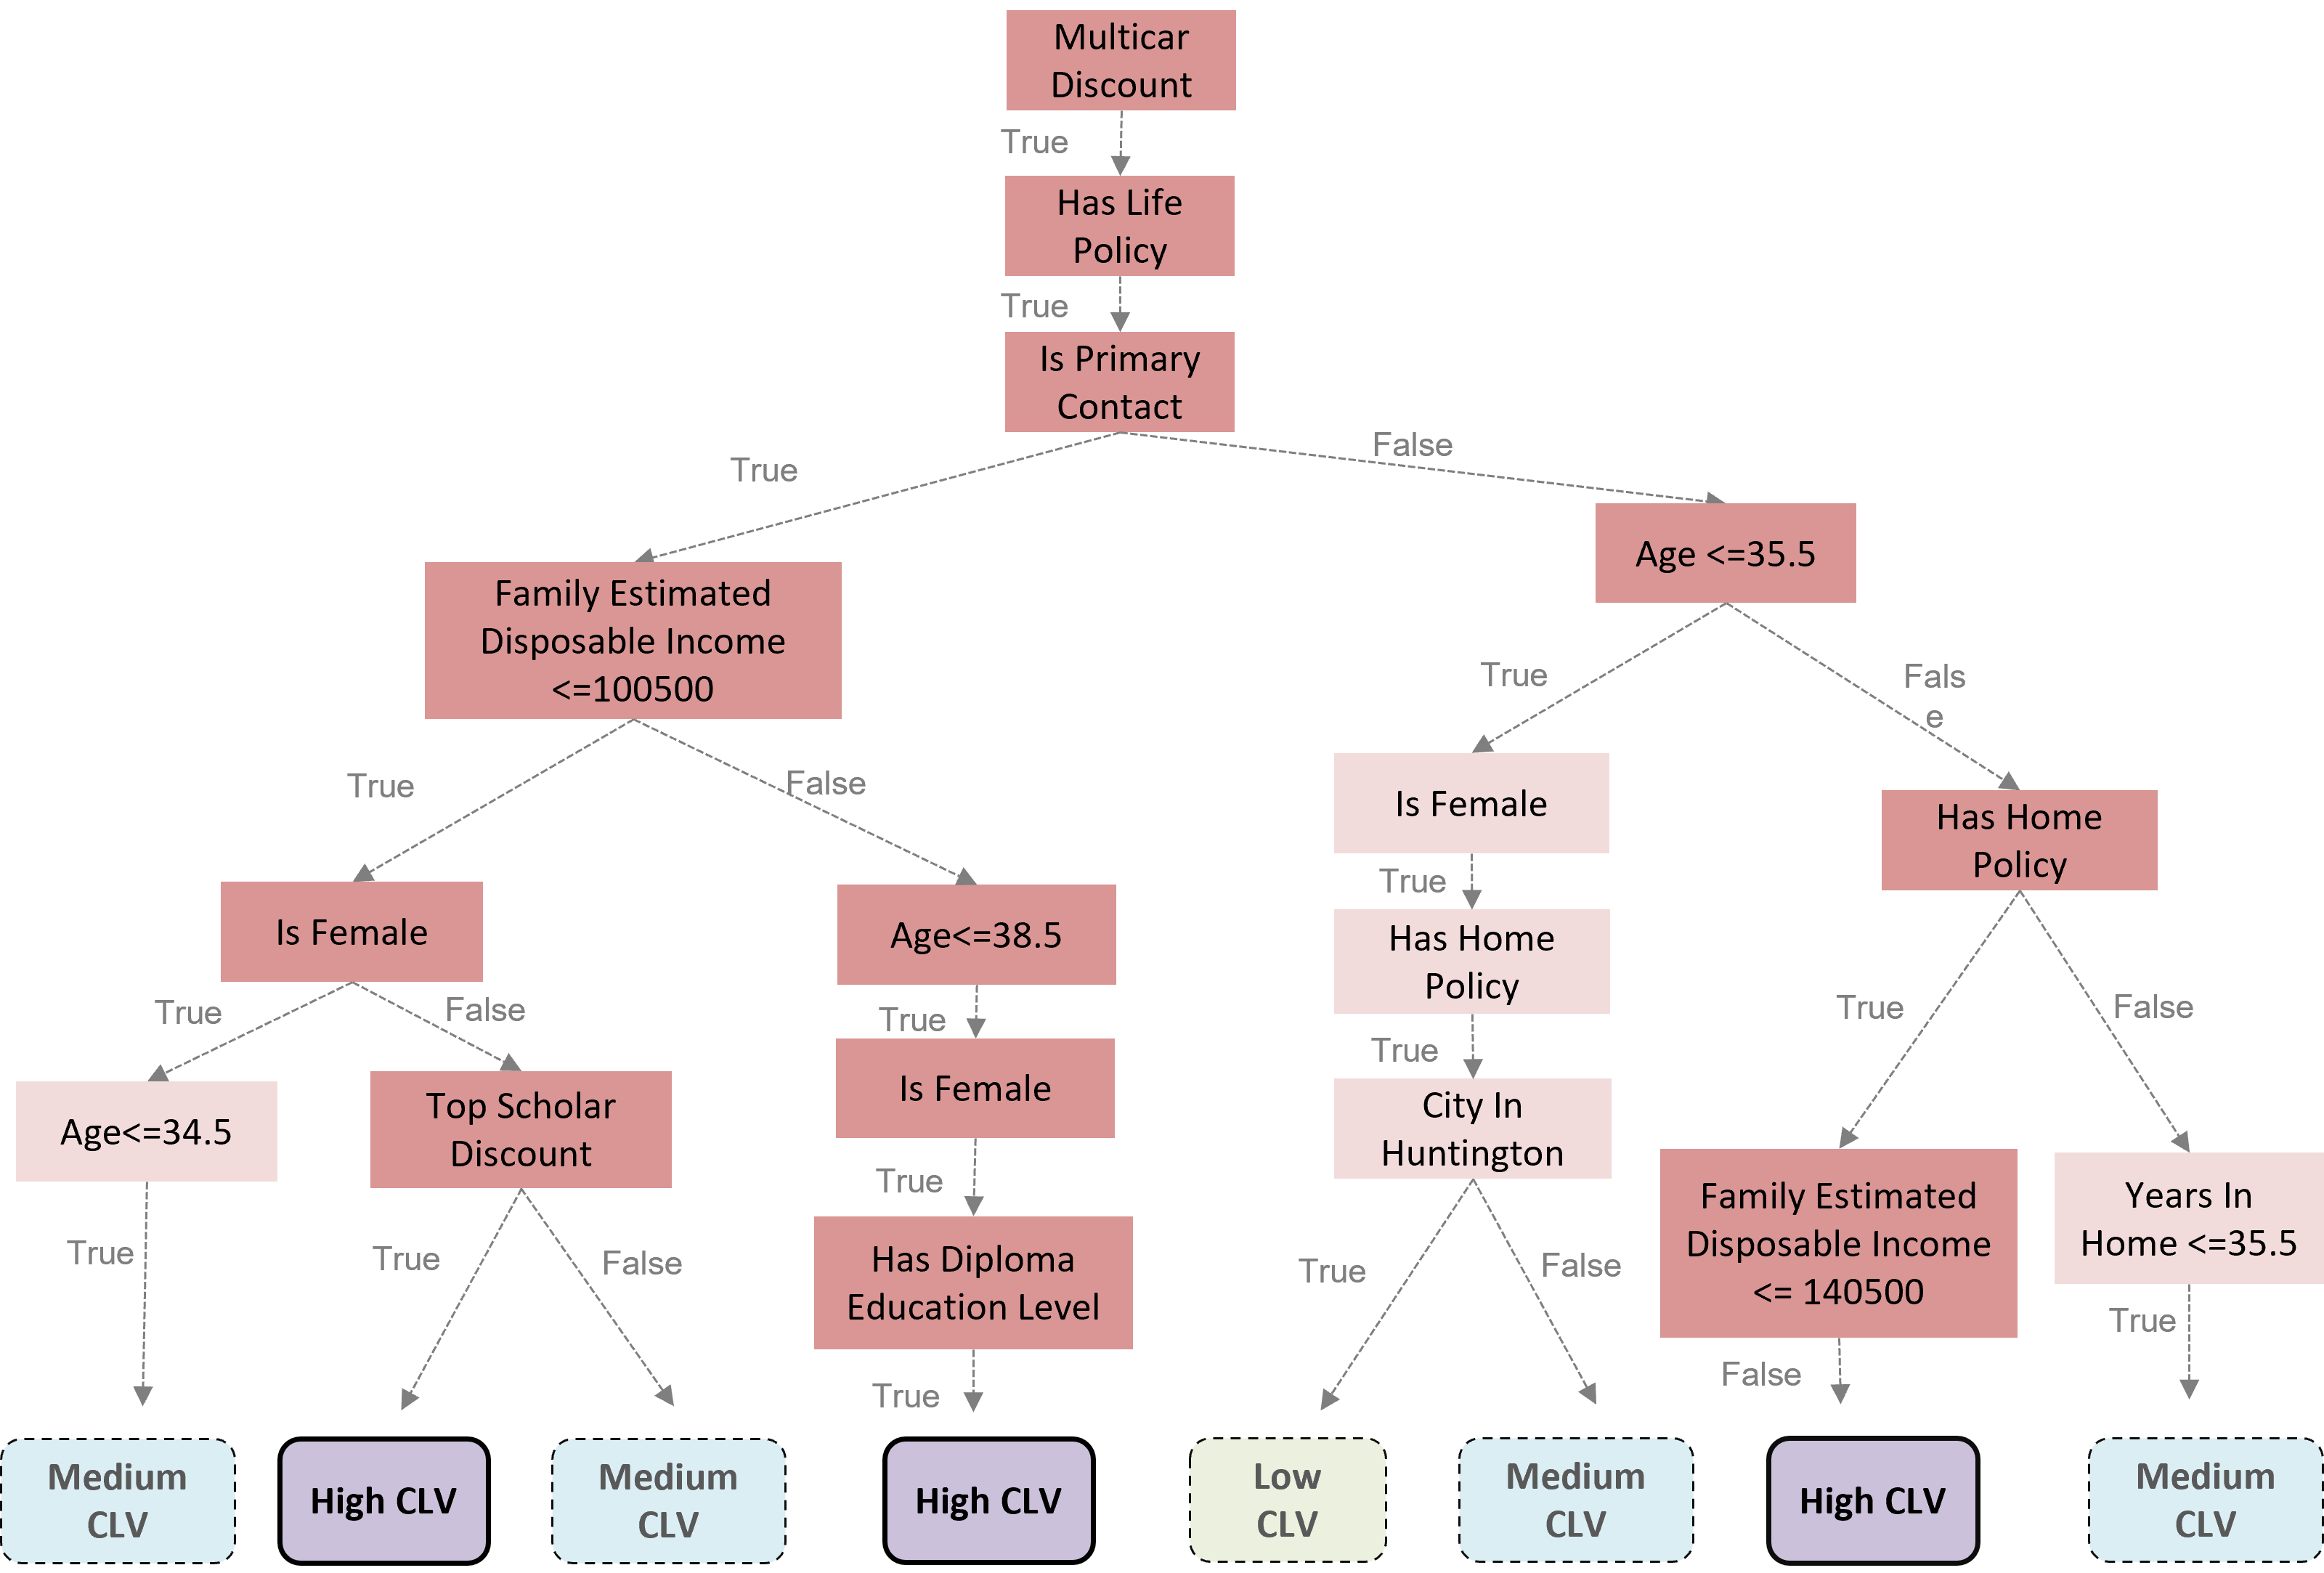 Multicar
Discount
True
Has Life
Policy
True
Is Primary
Contact
True
False
Family Estimated
Disposable Income
<=100500
Age <=35.5
True
False
True
Fals
e
Is Female
Age<=38.5
Is Female
Has Home
Policy
True
False
True
True
Has Home
Policy
True
False
Age<=34.5
Top Scholar
Discount
Is Female
True
City In
Huntington
Family Estimated
Disposable Income
<= 140500
Years In
Home <=35.5
True
True
False
True
Has Diploma
Education Level
True
False
False
True
True
Medium
CLV
High CLV
Medium
CLV
High CLV
Low
CLV
Medium
CLV
High CLV
Medium
CLV